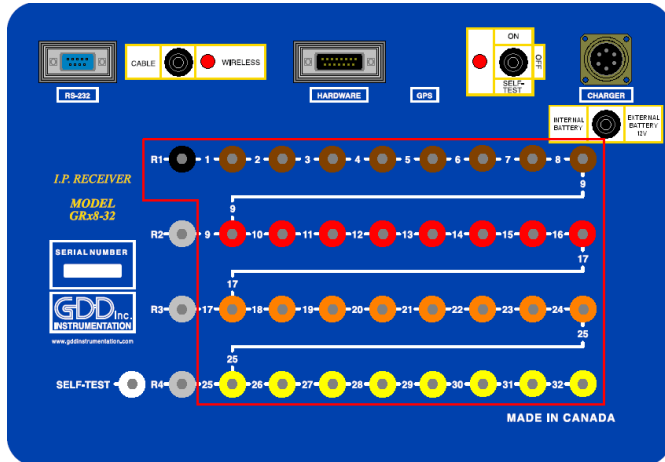 ON
CABLE
WIRELESS
OFF
SELF-
TEST
RS-232
HARDWARE
GPS
CHARGER
INTERNAL
BATTERY
EXTERNAL
BATTERY
12V
R1 1 2 3 4 5 6 7 8
9
I.P. RECEIVER
MODEL
GRx8-32
9
R2 9 10 11 12 13 14 15 16
SERIAL NUMBER
17
17
GDD Inc.
INSTRUMENTATION
R3 17 18 19 20 21 22 23 24
www.gddinstrumentation.com
25
25
SELF-TEST R4 25 26 27 28 29 30 31 32
MADE IN CANADA